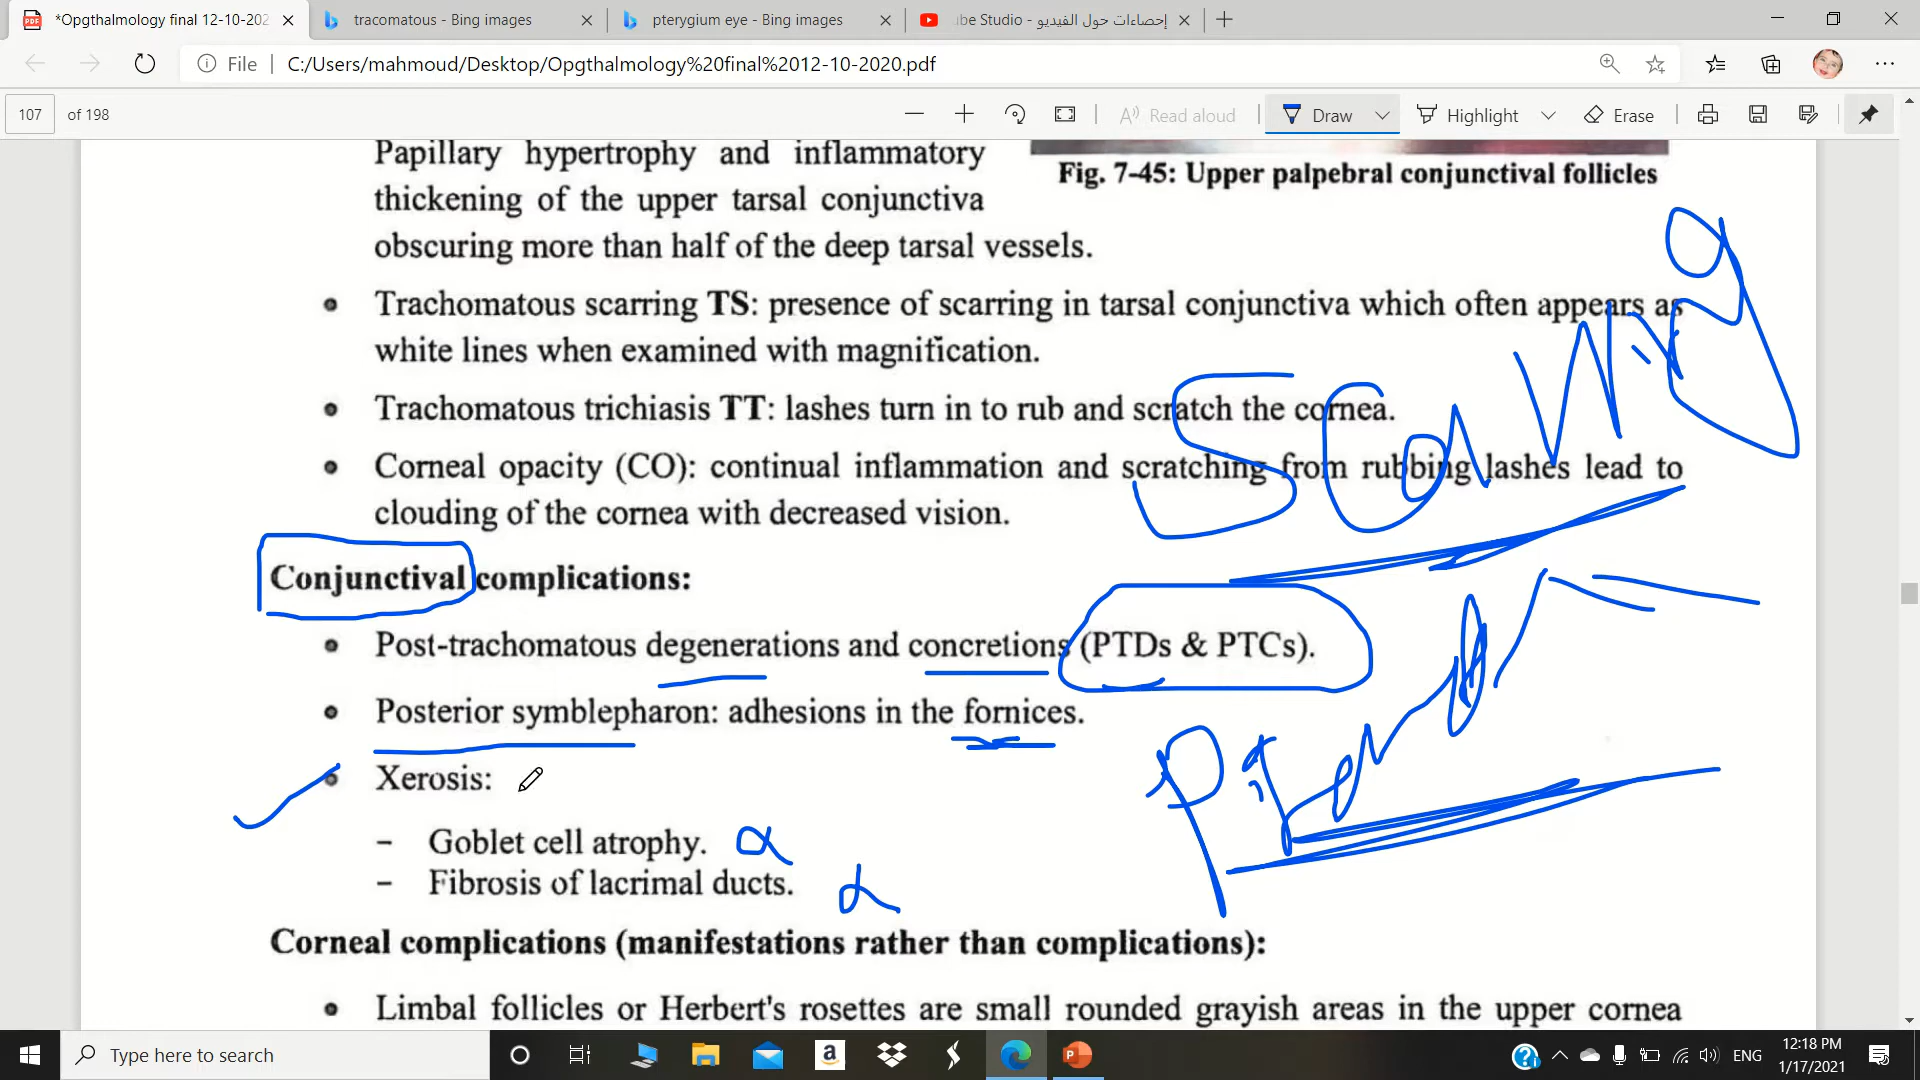 *Opgthalmology final 12-10-202
tracomatous - Bing images
pterygium eye - Bing images
إحصاءات حول الفيديو - ube Studio
File
C:/Users/mahmoud/Desktop/Opgthalmology%20final%2012-10-2020.pdf
107 of 198
Read aloud
Draw
Highlight
Erase
Papillary hypertrophy and inflammatory
thickening of the upper tarsal conjunctiva
obscuring more than half of the deep tarsal vessels.
Fig. 7-45: Upper palpebral conjunctival follicles
• Trachomatous scarring TS: presence of scarring in tarsal conjunctiva which often appears as
white lines when examined with magnification.
• Trachomatous trichiasis TT: lashes turn in to rub and scratch the cornea.
• Corneal opacity (CO): continual inflammation and scratching from rubbing lashes lead to
clouding of the cornea with decreased vision.
Scarring
Conjunctival complications:
• Post-trachomatous degenerations and concretions (PTDs & PTCs).
• Posterior symblepharon: adhesions in the fornices.
• Xerosis:
- Goblet cell atrophy.
- Fibrosis of lacrimal ducts.
Corneal complications (manifestations rather than complications):
• Limbal follicles or Herbert's rosettes are small rounded grayish areas in the upper cornea
Type here to search
ENG
12:18 PM
1/17/2021